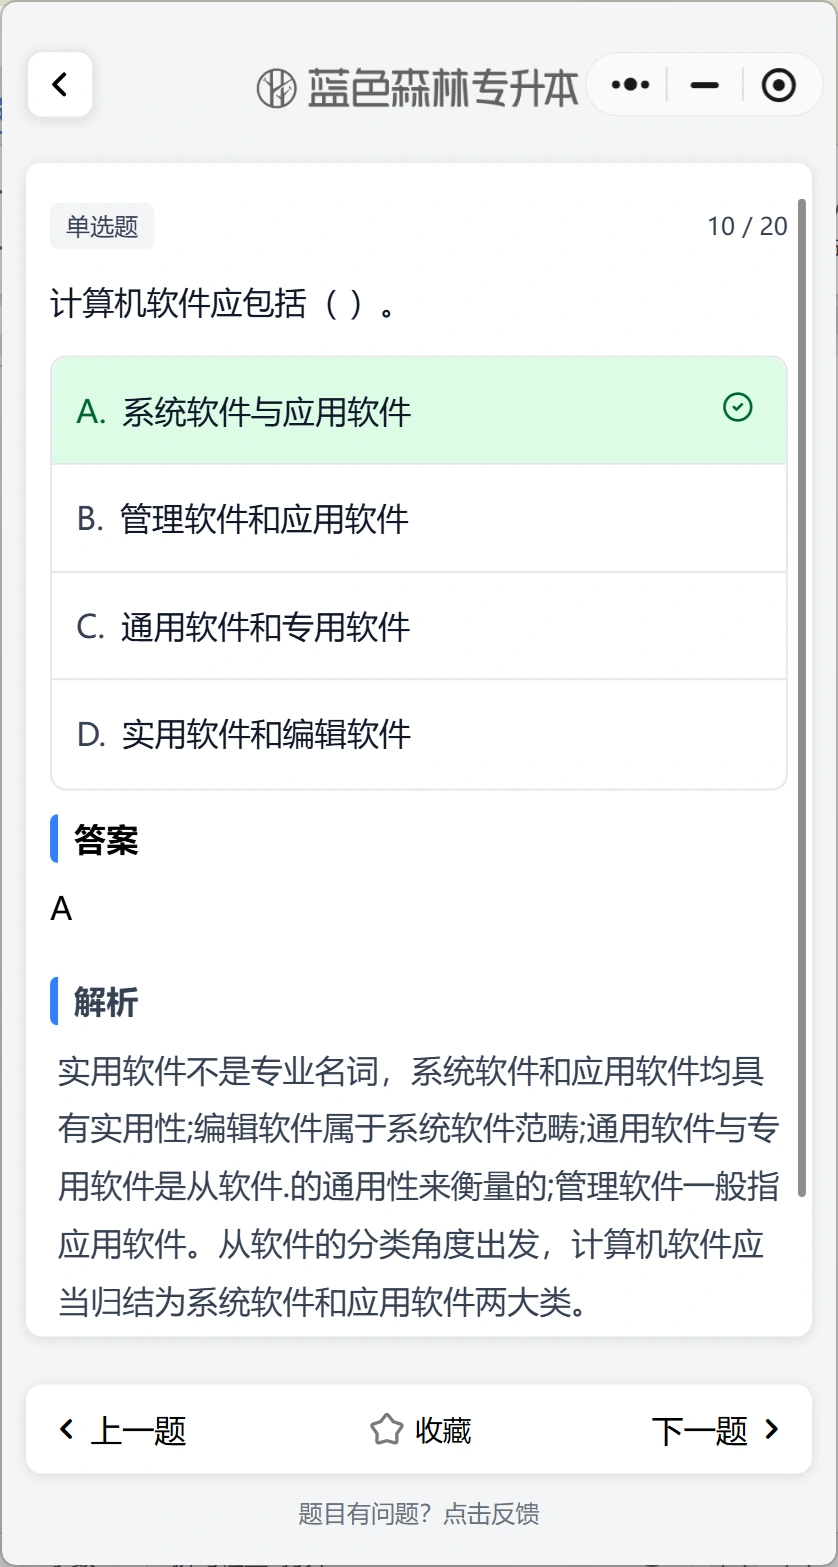 蓝色森林专升本
单选题
10 / 20
计算机软件应包括（ ）。
A. 系统软件与应用软件
B. 管理软件和应用软件
C. 通用软件和专用软件
D. 实用软件和编辑软件
答案
A
解析
实用软件不是专业名词，系统软件和应用软件均具
有实用性;编辑软件属于系统软件范畴;通用软件与专
用软件是从软件.的通用性来衡量的;管理软件一般指
应用软件。从软件的分类角度出发，计算机软件应
当归结为系统软件和应用软件两大类。
上一题
收藏
下一题
题目有问题？点击反馈